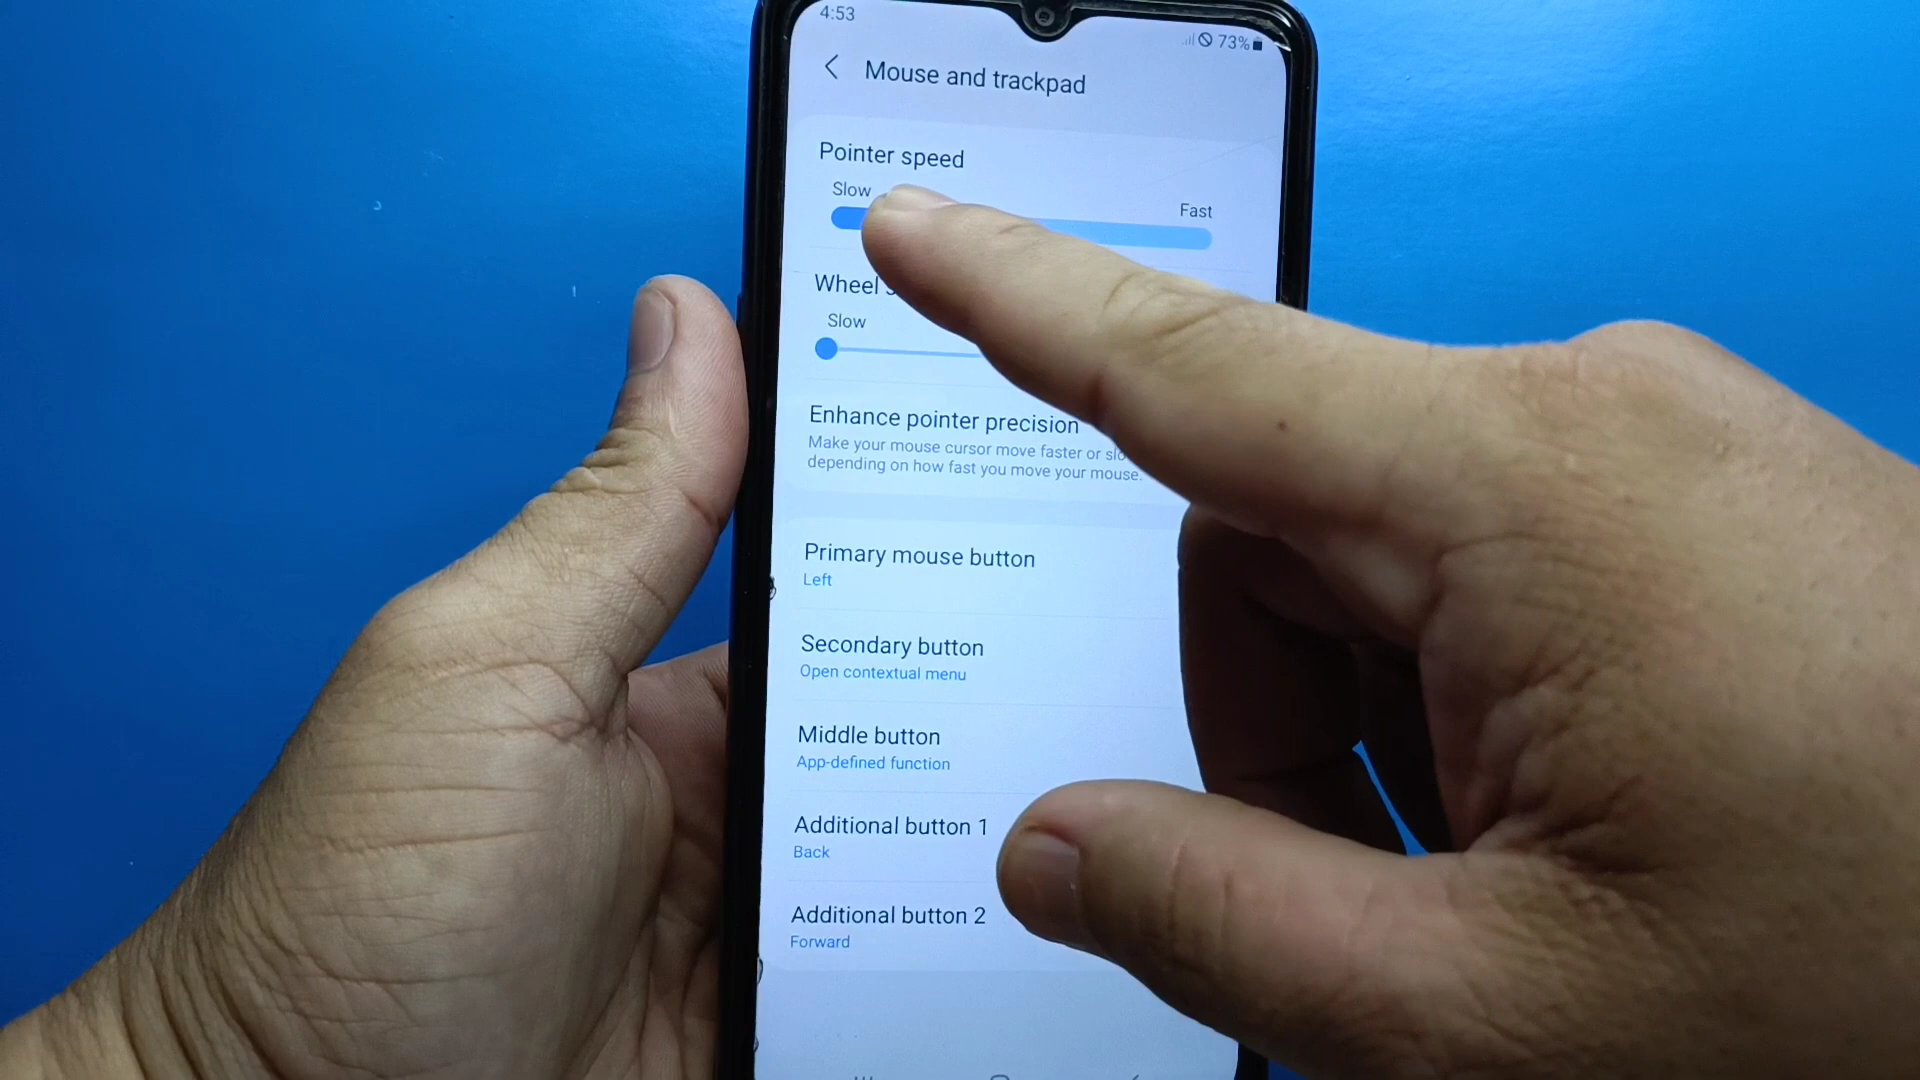 4:53
73%
Mouse and trackpad
Pointer speed
Slow
Fast
Wheel
Slow
Enhance pointer precision
Make your mouse cursor move faster or
depending on how fast you move your mouse.
Primary mouse button
Left
Secondary button
Open contextual menu
Middle button
App-defined function
Additional button 1
Back
Additional button 2
Forward